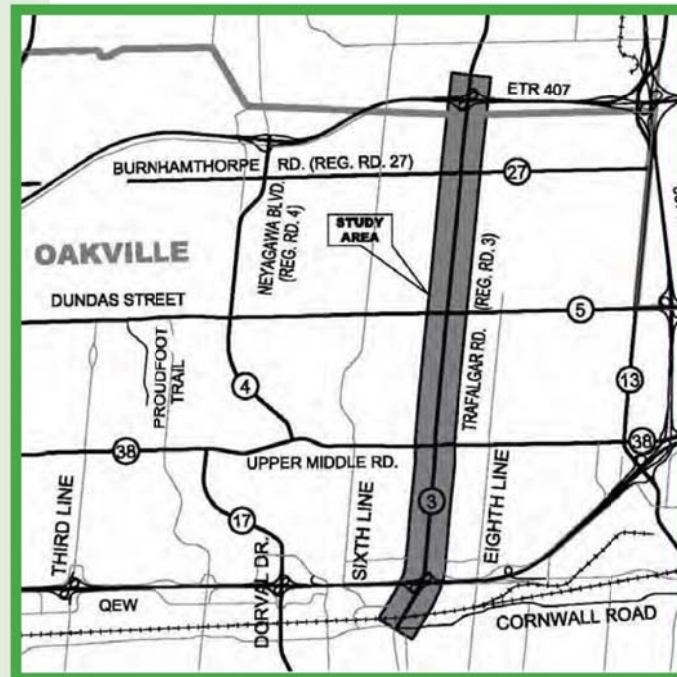 ETR 407
BURNHAMTHORPE RD. (REG. RD. 27)
27
NEYAGAWA BLVD.
(REG. RD. 4)
STUDY
AREA
OAKVILLE
DUNDAS STREET
5
TRAFALGAR RD. (REG. RD. 3)
PROUDFOOT
TRAIL
4
13
38
38
UPPER MIDDLE RD.
THIRD LINE
17
DORVAL DR.
SIXTH LINE
3
EIGHTH LINE
QEW
CORNWALL ROAD